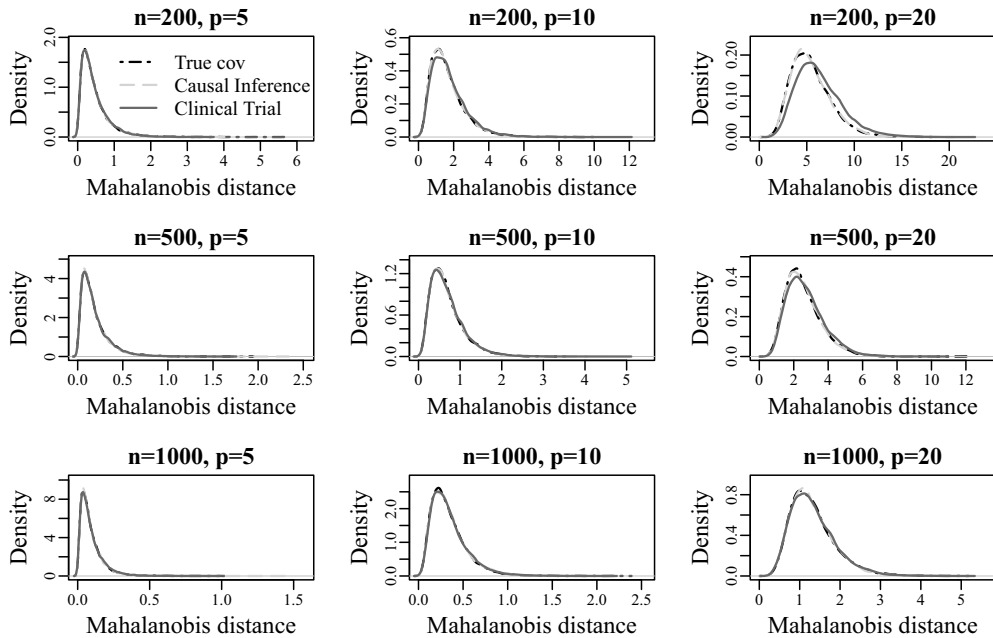 n=200, p=5
n=200, p=10
n=200, p=20
Density
0.0 1.0 2.0
True cov
Causal Inference
Clinical Trial
0 1 2 3 4 5 6
Mahalanobis distance
Density
0.0 0.2 0.4 0.6
0 2 4 6 8 10 12
Mahalanobis distance
Density
0.00 0.10 0.20
0 5 10 15 20
Mahalanobis distance
n=500, p=5
n=500, p=10
n=500, p=20
Density
0 2 4
0.0 0.5 1.0 1.5 2.0 2.5
Mahalanobis distance
Density
0.0 0.6 1.2
0 1 2 3 4 5
Mahalanobis distance
Density
0.0 0.2 0.4
0 2 4 6 8 10 12
Mahalanobis distance
n=1000, p=5
n=1000, p=10
n=1000, p=20
Density
0 4 8
0.0 0.5 1.0 1.5
Mahalanobis distance
Density
0.0 1.0 2.0
0.0 0.5 1.0 1.5 2.0 2.5
Mahalanobis distance
Density
0.0 0.4 0.8
0 1 2 3 4 5
Mahalanobis distance